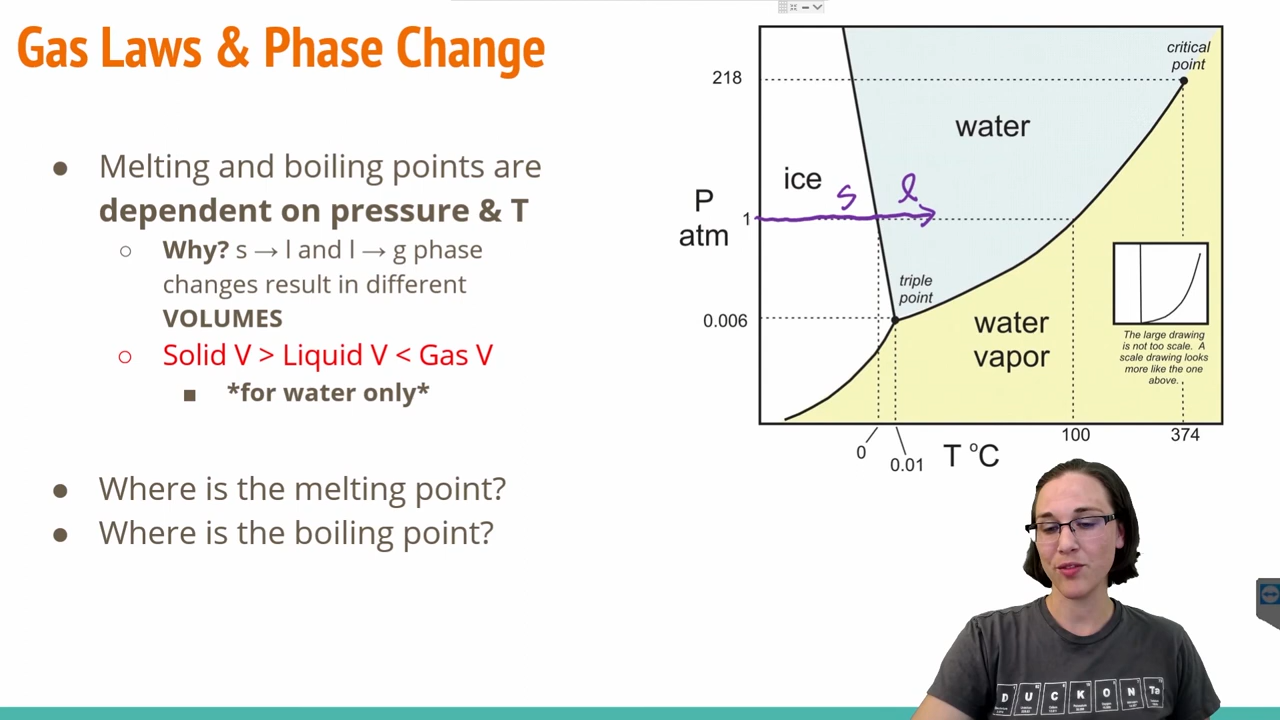 Gas Laws & Phase Change
● Melting and boiling points are
dependent on pressure & T
○ Why? s → l and l → g phase
changes result in different
VOLUMES
○ Solid V > Liquid V < Gas V
■ *for water only*
● Where is the melting point?
● Where is the boiling point?
critical
point
218
water
ice
s
l
P
atm
1
triple
point
0.006
water
vapor
The large drawing
is not too scale. A
scale drawing looks
more like the one
above.
0
0.01
T °C
100
374
D U C K O N Ta